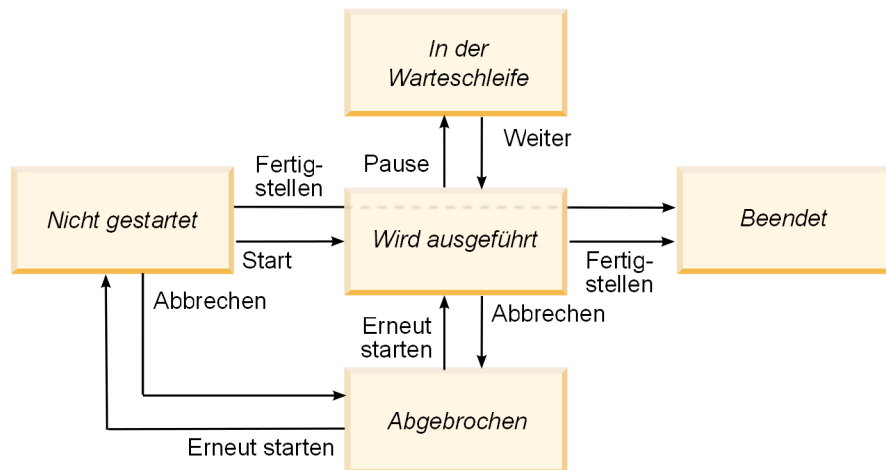 In der
Warteschleife
Pause
Weiter
Fertig-
stellen
Nicht gestartet
Start
Wird ausgeführt
Beendet
Fertig-
stellen
Abbrechen
Erneut
starten
Abbrechen
Abgebrochen
Erneut starten